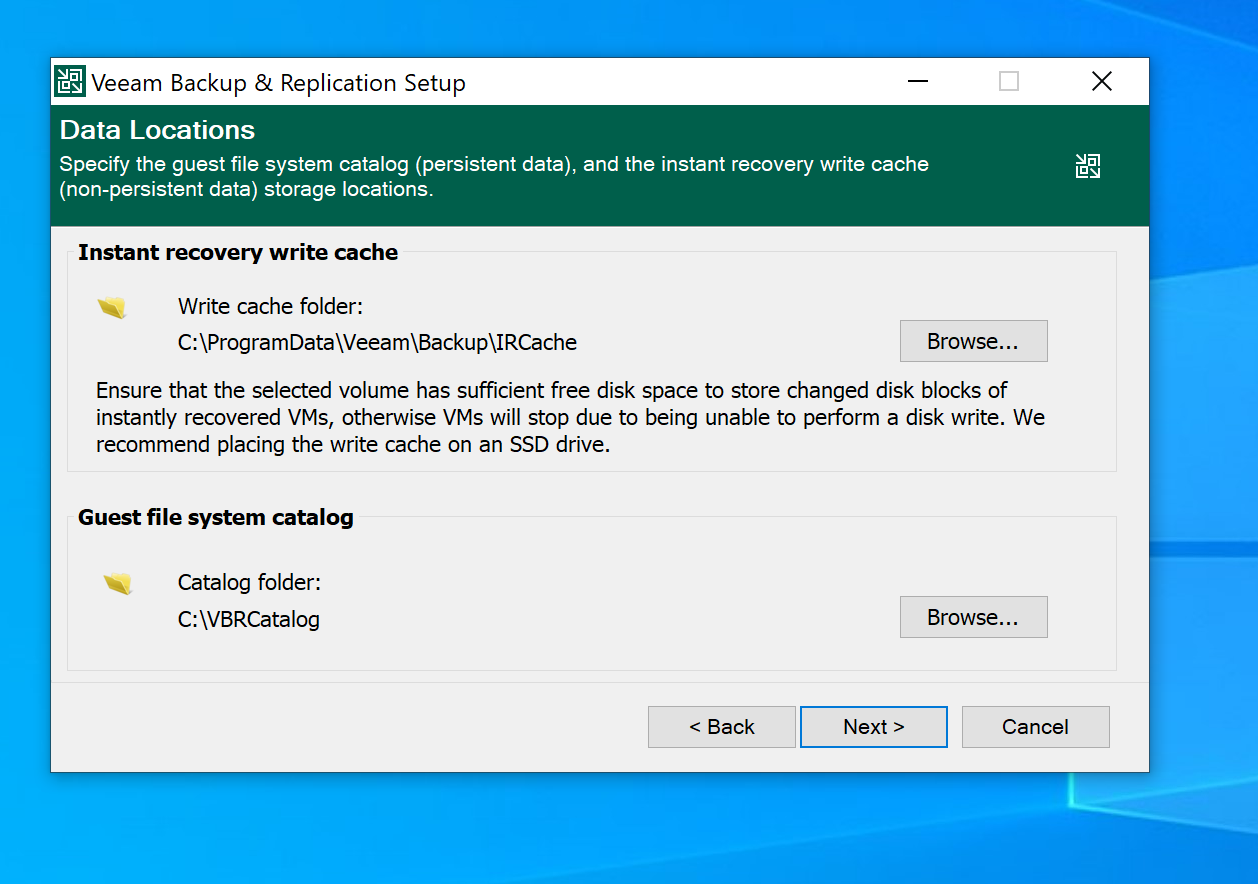 Veeam Backup & Replication Setup
Data Locations
Specify the guest file system catalog (persistent data), and the instant recovery write cache
(non-persistent data) storage locations.
Instant recovery write cache
Write cache folder:
C:\ProgramData\Veeam\Backup\IRCache
Browse...
Ensure that the selected volume has sufficient free disk space to store changed disk blocks of
instantly recovered VMs, otherwise VMs will stop due to being unable to perform a disk write. We
recommend placing the write cache on an SSD drive.
Guest file system catalog
Catalog folder:
C:\VBRCatalog
Browse...
< Back
Next >
Cancel